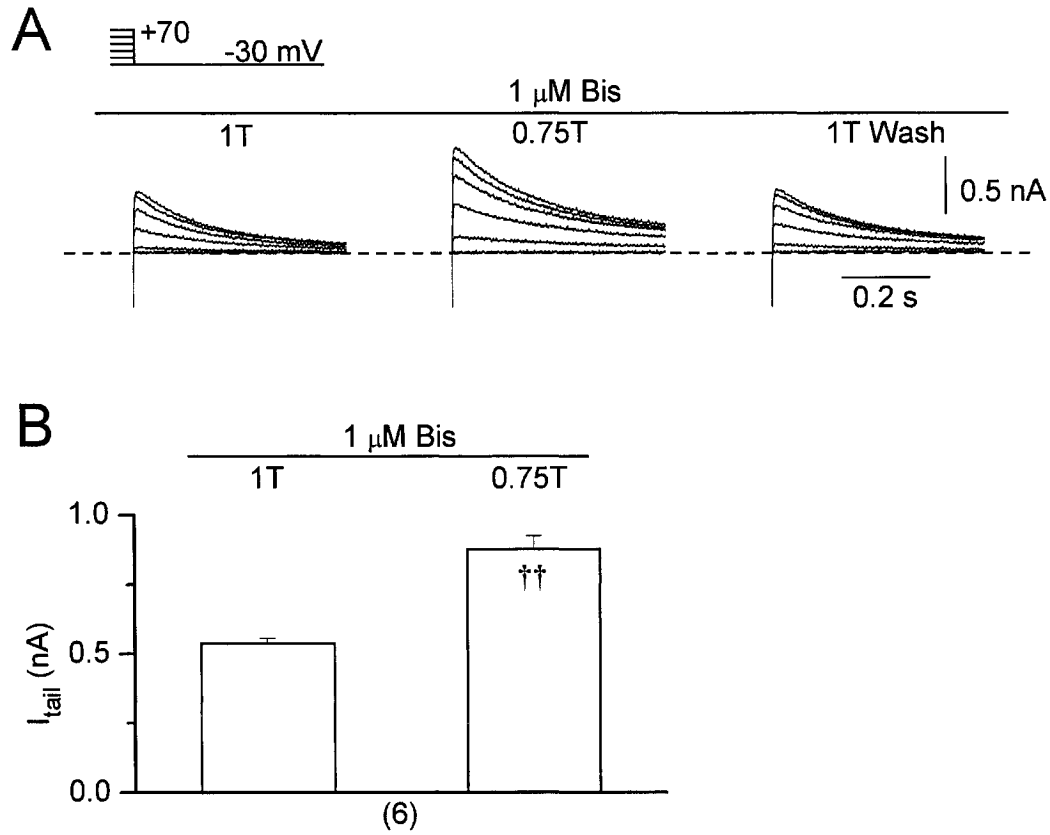 A
+70
-30 mV
1 μM Bis
1T
0.75T
1T Wash
0.5 nA
0.2 s
B
1 μM Bis
1T
0.75T
1.0
0.5
0.0
I_tail (nA)
††
(6)